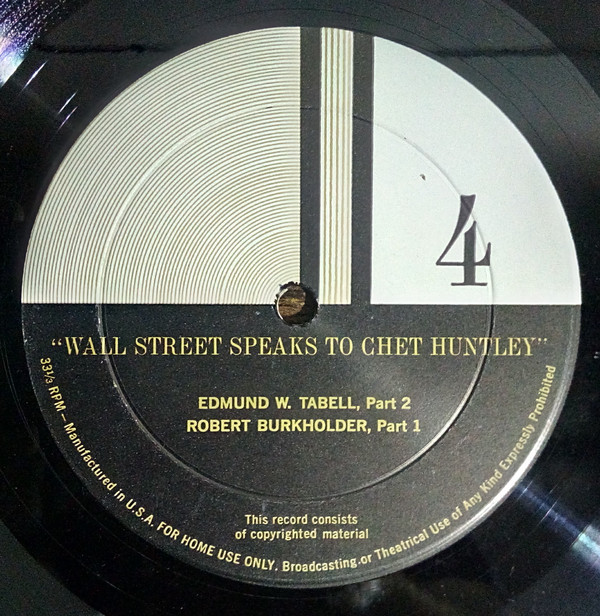 4
“WALL STREET SPEAKS TO CHET HUNTLEY”
EDMUND W. TABELL, Part 2
ROBERT BURKHOLDER, Part 1
This record consists
of copyrighted material
33⅓ RPM—Manufactured in U.S.A. FOR HOME USE ONLY. Broadcasting or Theatrical Use of Any Kind Expressly Prohibited